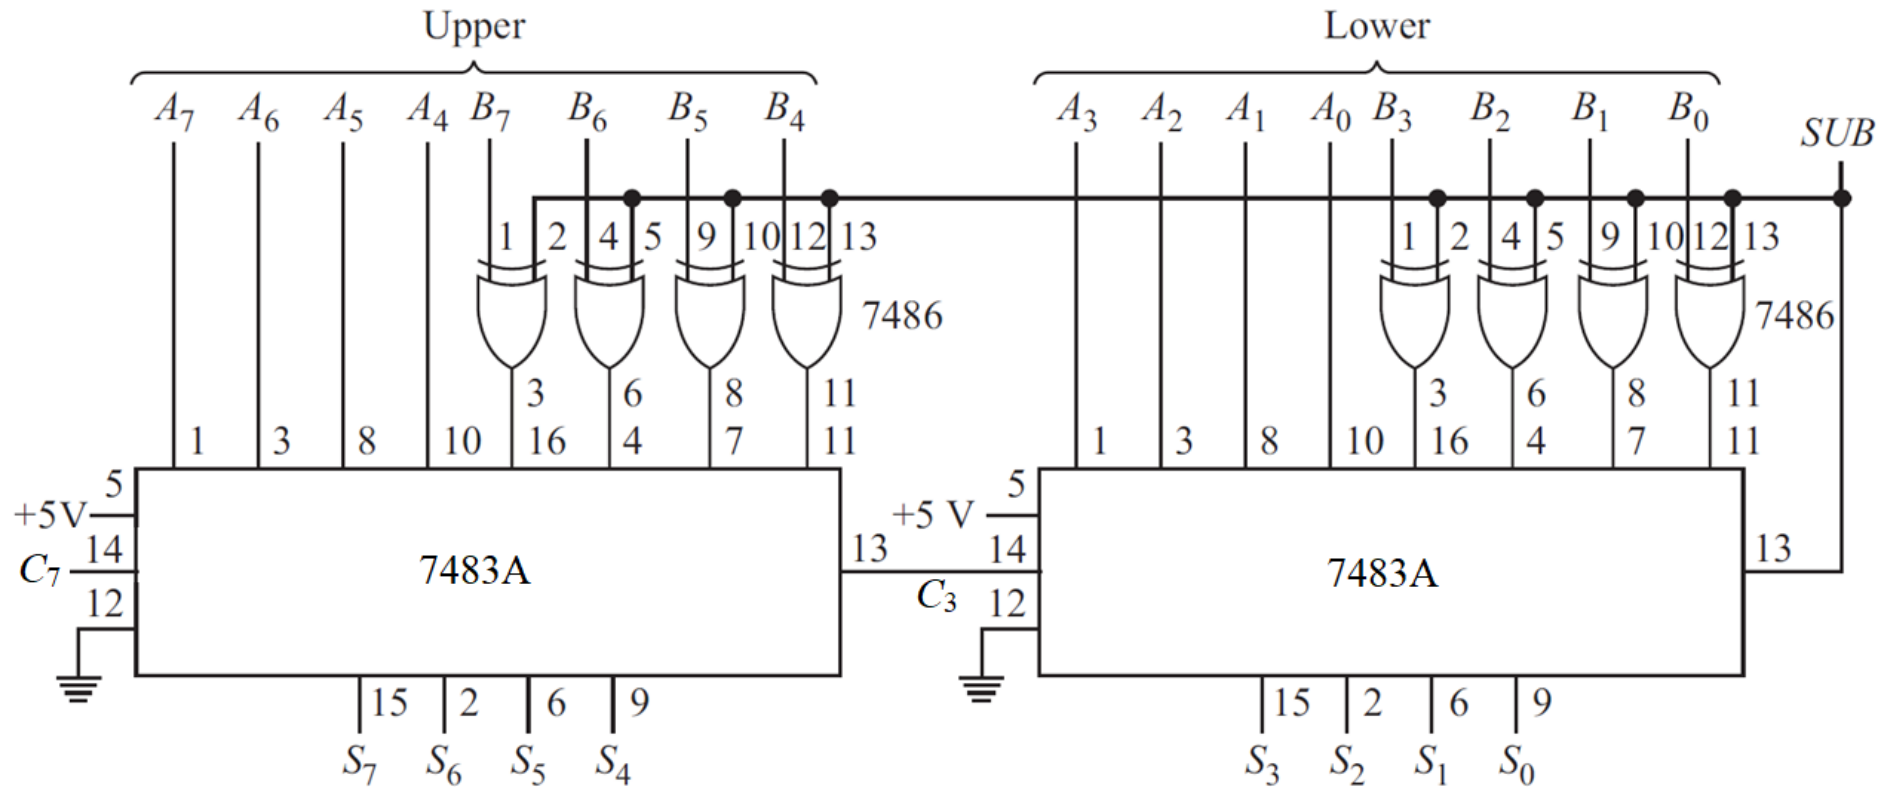 Upper Lower
A7 A6 A5 A4 B7 B6 B5 B4 A3 A2 A1 A0 B3 B2 B1 B0 SUB
1 2 4 5 9 10 12 13 1 2 4 5 9 10 12 13
7486 7486
3 6 8 11 3 6 8 11
1 3 8 10 16 4 7 11 1 3 8 10 16 4 7 11
5 5
+5V +5 V
14 13 14 13
C7 7483A C3 7483A
12 12
15 2 6 9 15 2 6 9
S7 S6 S5 S4 S3 S2 S1 S0